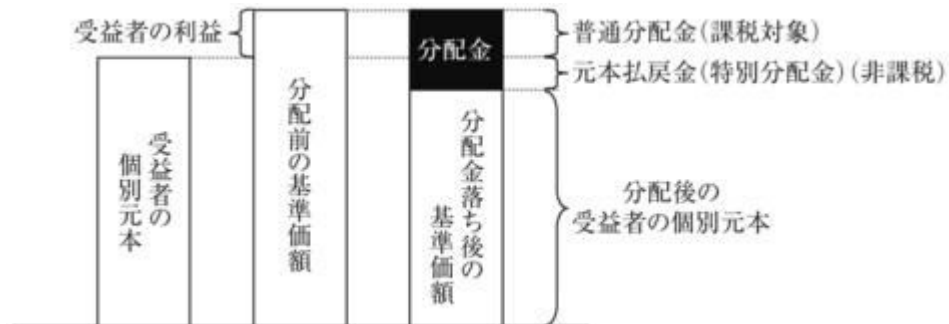 受益者の利益
分配金
普通分配金(課税対象)
元本払戻金(特別分配金)(非課税)
受益者の
個別元本
分配前の基準価額
分配金落ち後の
基準価額
分配後の
受益者の個別元本